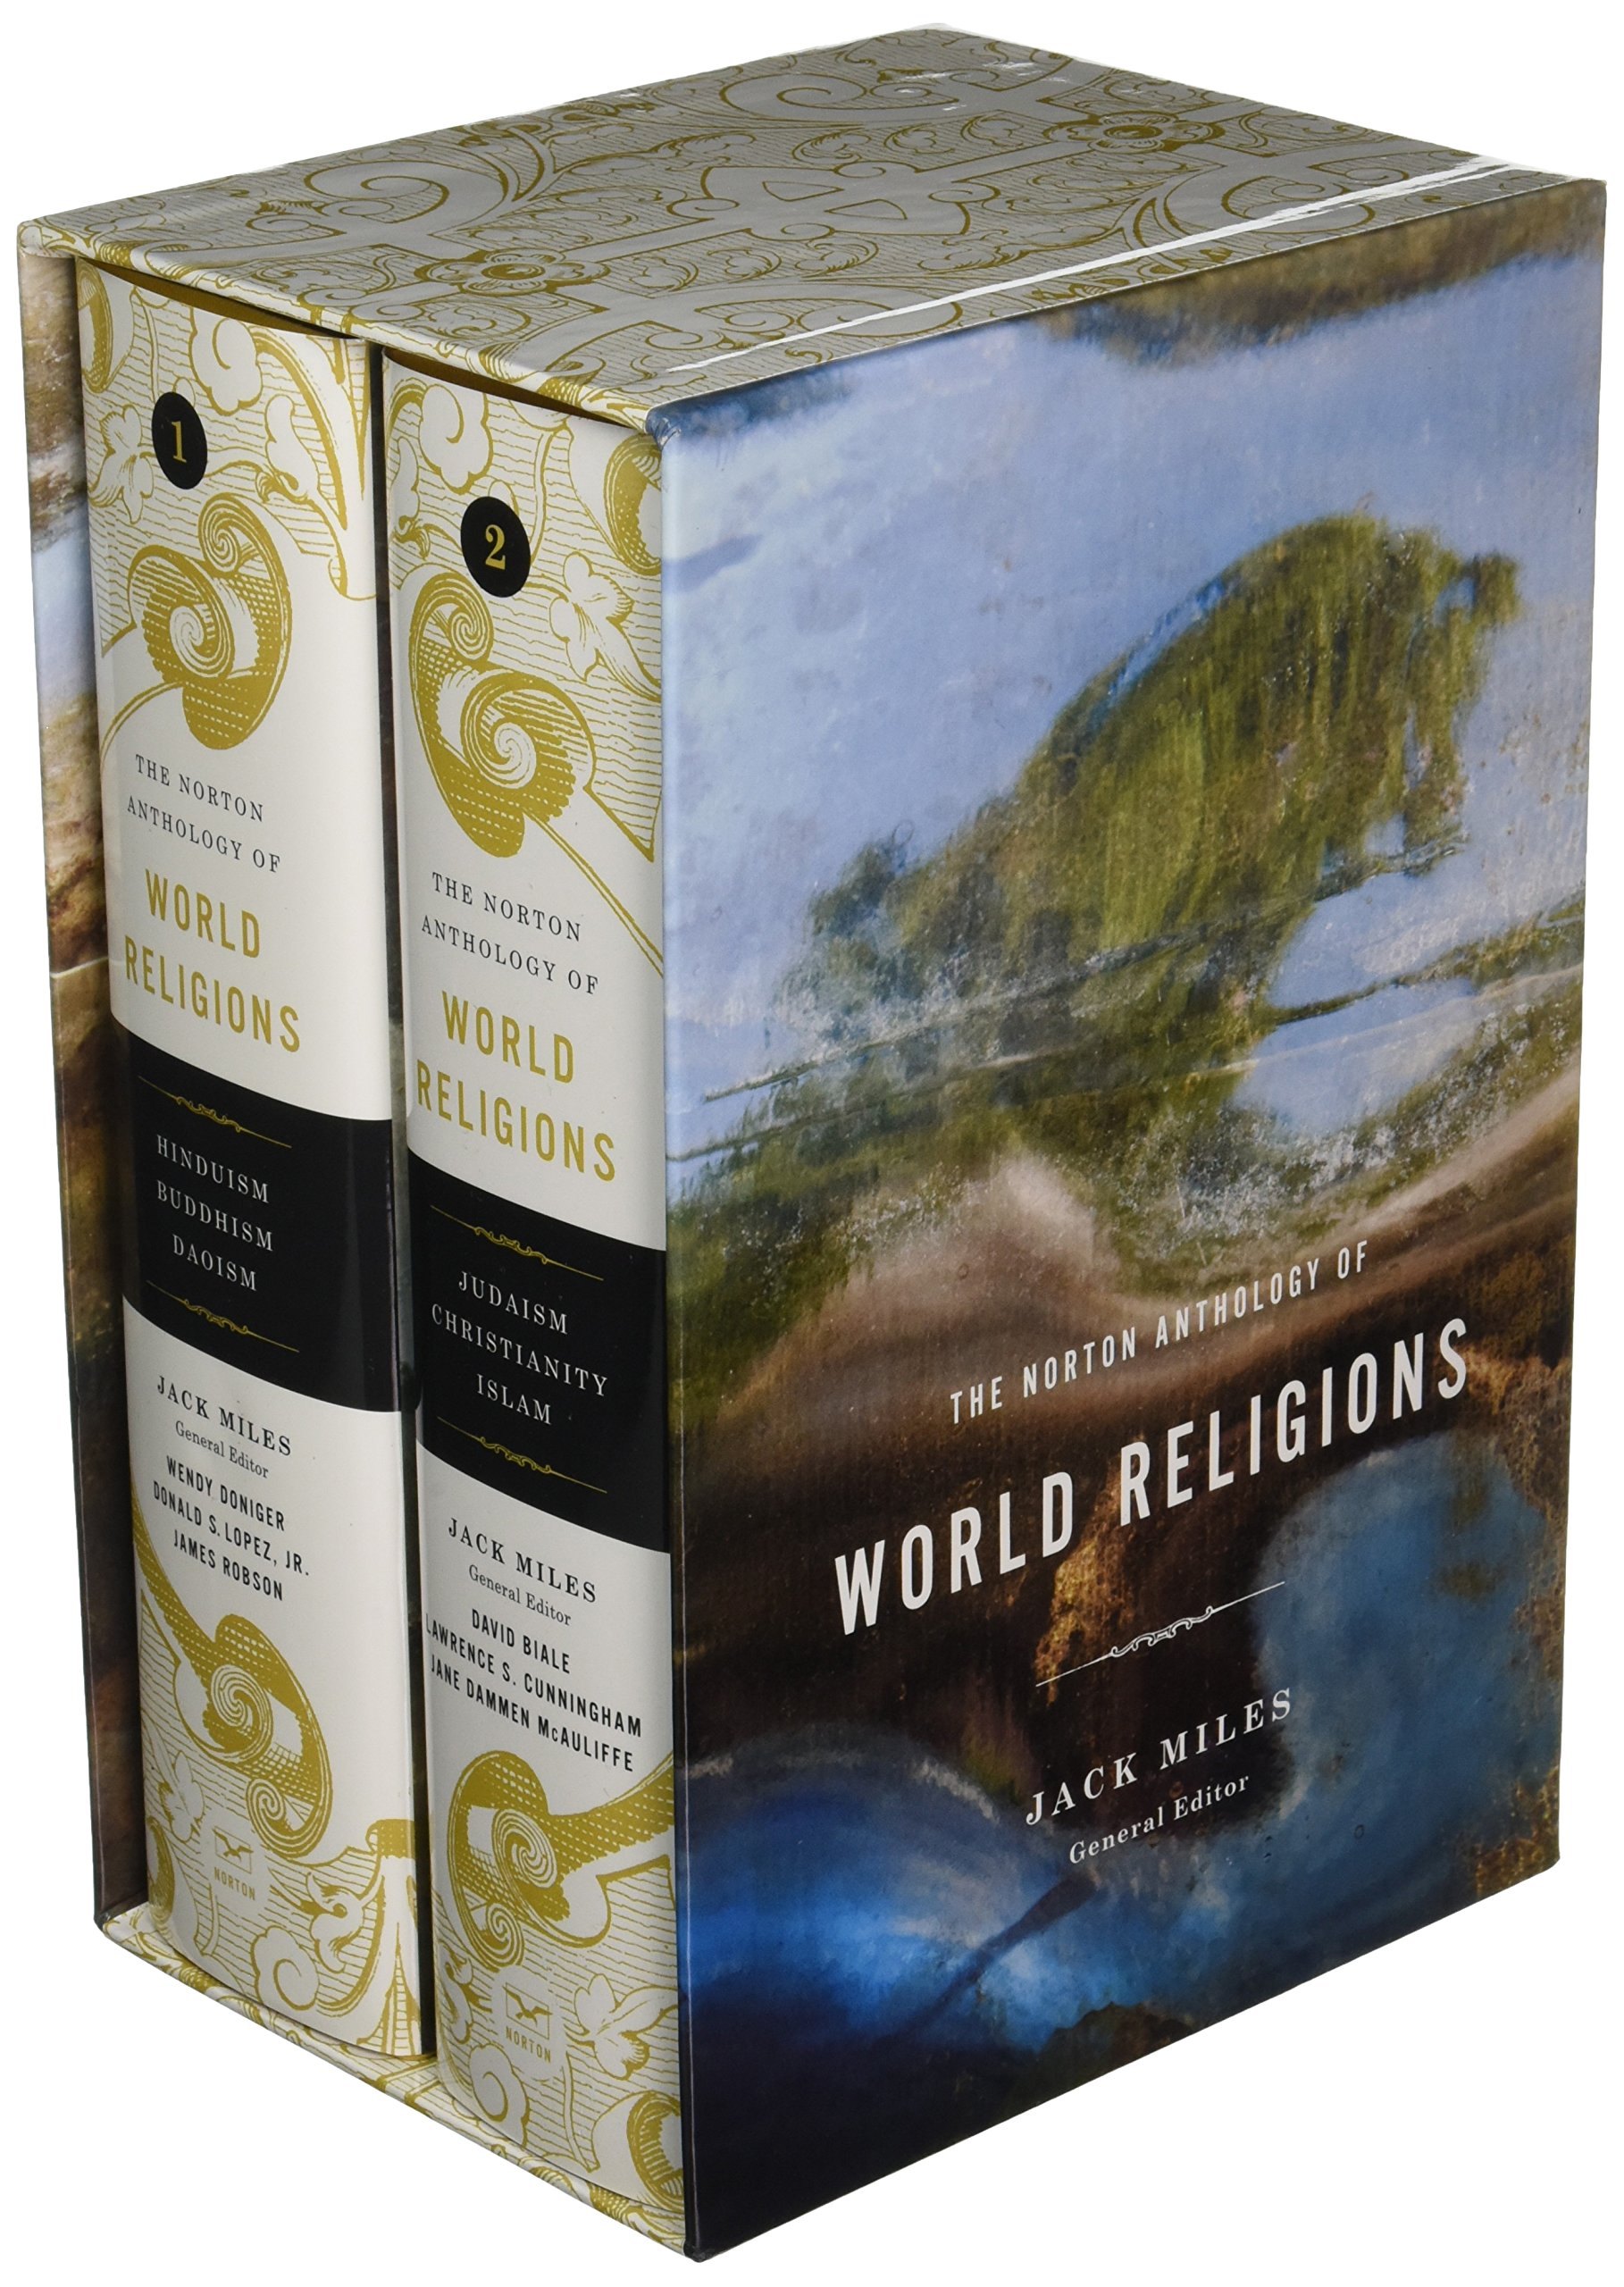 1
THE NORTON
ANTHOLOGY OF
WORLD
RELIGIONS
HINDUISM
BUDDHISM
DAOISM
JACK MILES
General Editor
WENDY DONIGER
DONALD S. LOPEZ, JR.
JAMES ROBSON
NORTON
2
THE NORTON
ANTHOLOGY OF
WORLD
RELIGIONS
JUDAISM
CHRISTIANITY
ISLAM
JACK MILES
General Editor
DAVID BIALE
LAWRENCE S. CUNNINGHAM
JANE DAMMEN McAULIFFE
NORTON
THE NORTON ANTHOLOGY OF
WORLD RELIGIONS
JACK MILES
General Editor